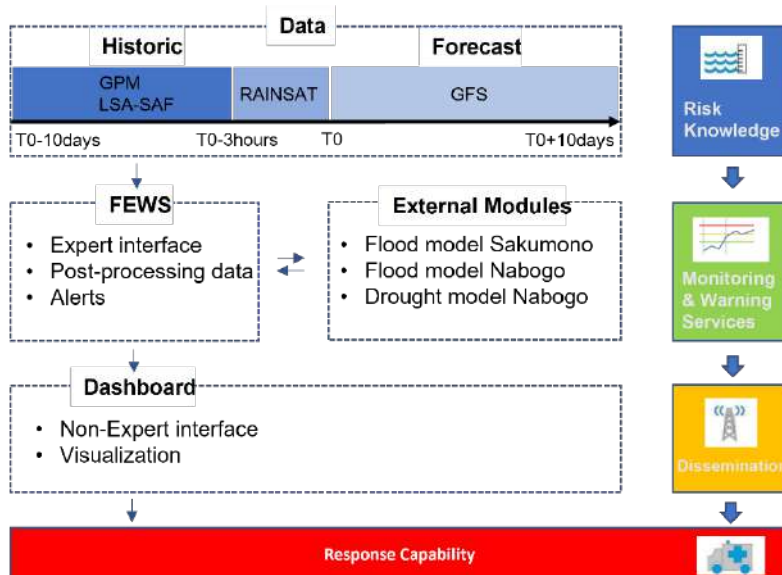 Data
Historic
Forecast
GPM
LSA-SAF
RAINSAT
GFS
T0-10days
T0-3hours
T0
T0+10days
Risk
Knowledge
FEWS
• Expert interface
• Post-processing data
• Alerts
External Modules
• Flood model Sakumono
• Flood model Nabogo
• Drought model Nabogo
Monitoring
& Warning
Services
Dashboard
• Non-Expert interface
• Visualization
Dissemination
Response Capability